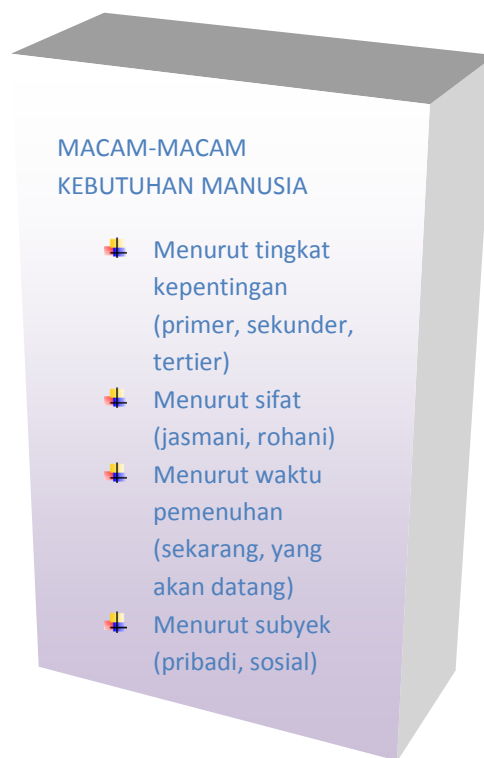 MACAM-MACAM
KEBUTUHAN MANUSIA
Menurut tingkat
kepentingan
(primer, sekunder,
tertier)
Menurut sifat
(jasmani, rohani)
Menurut waktu
pemenuhan
(sekarang, yang
akan datang)
Menurut subyek
(pribadi, sosial)